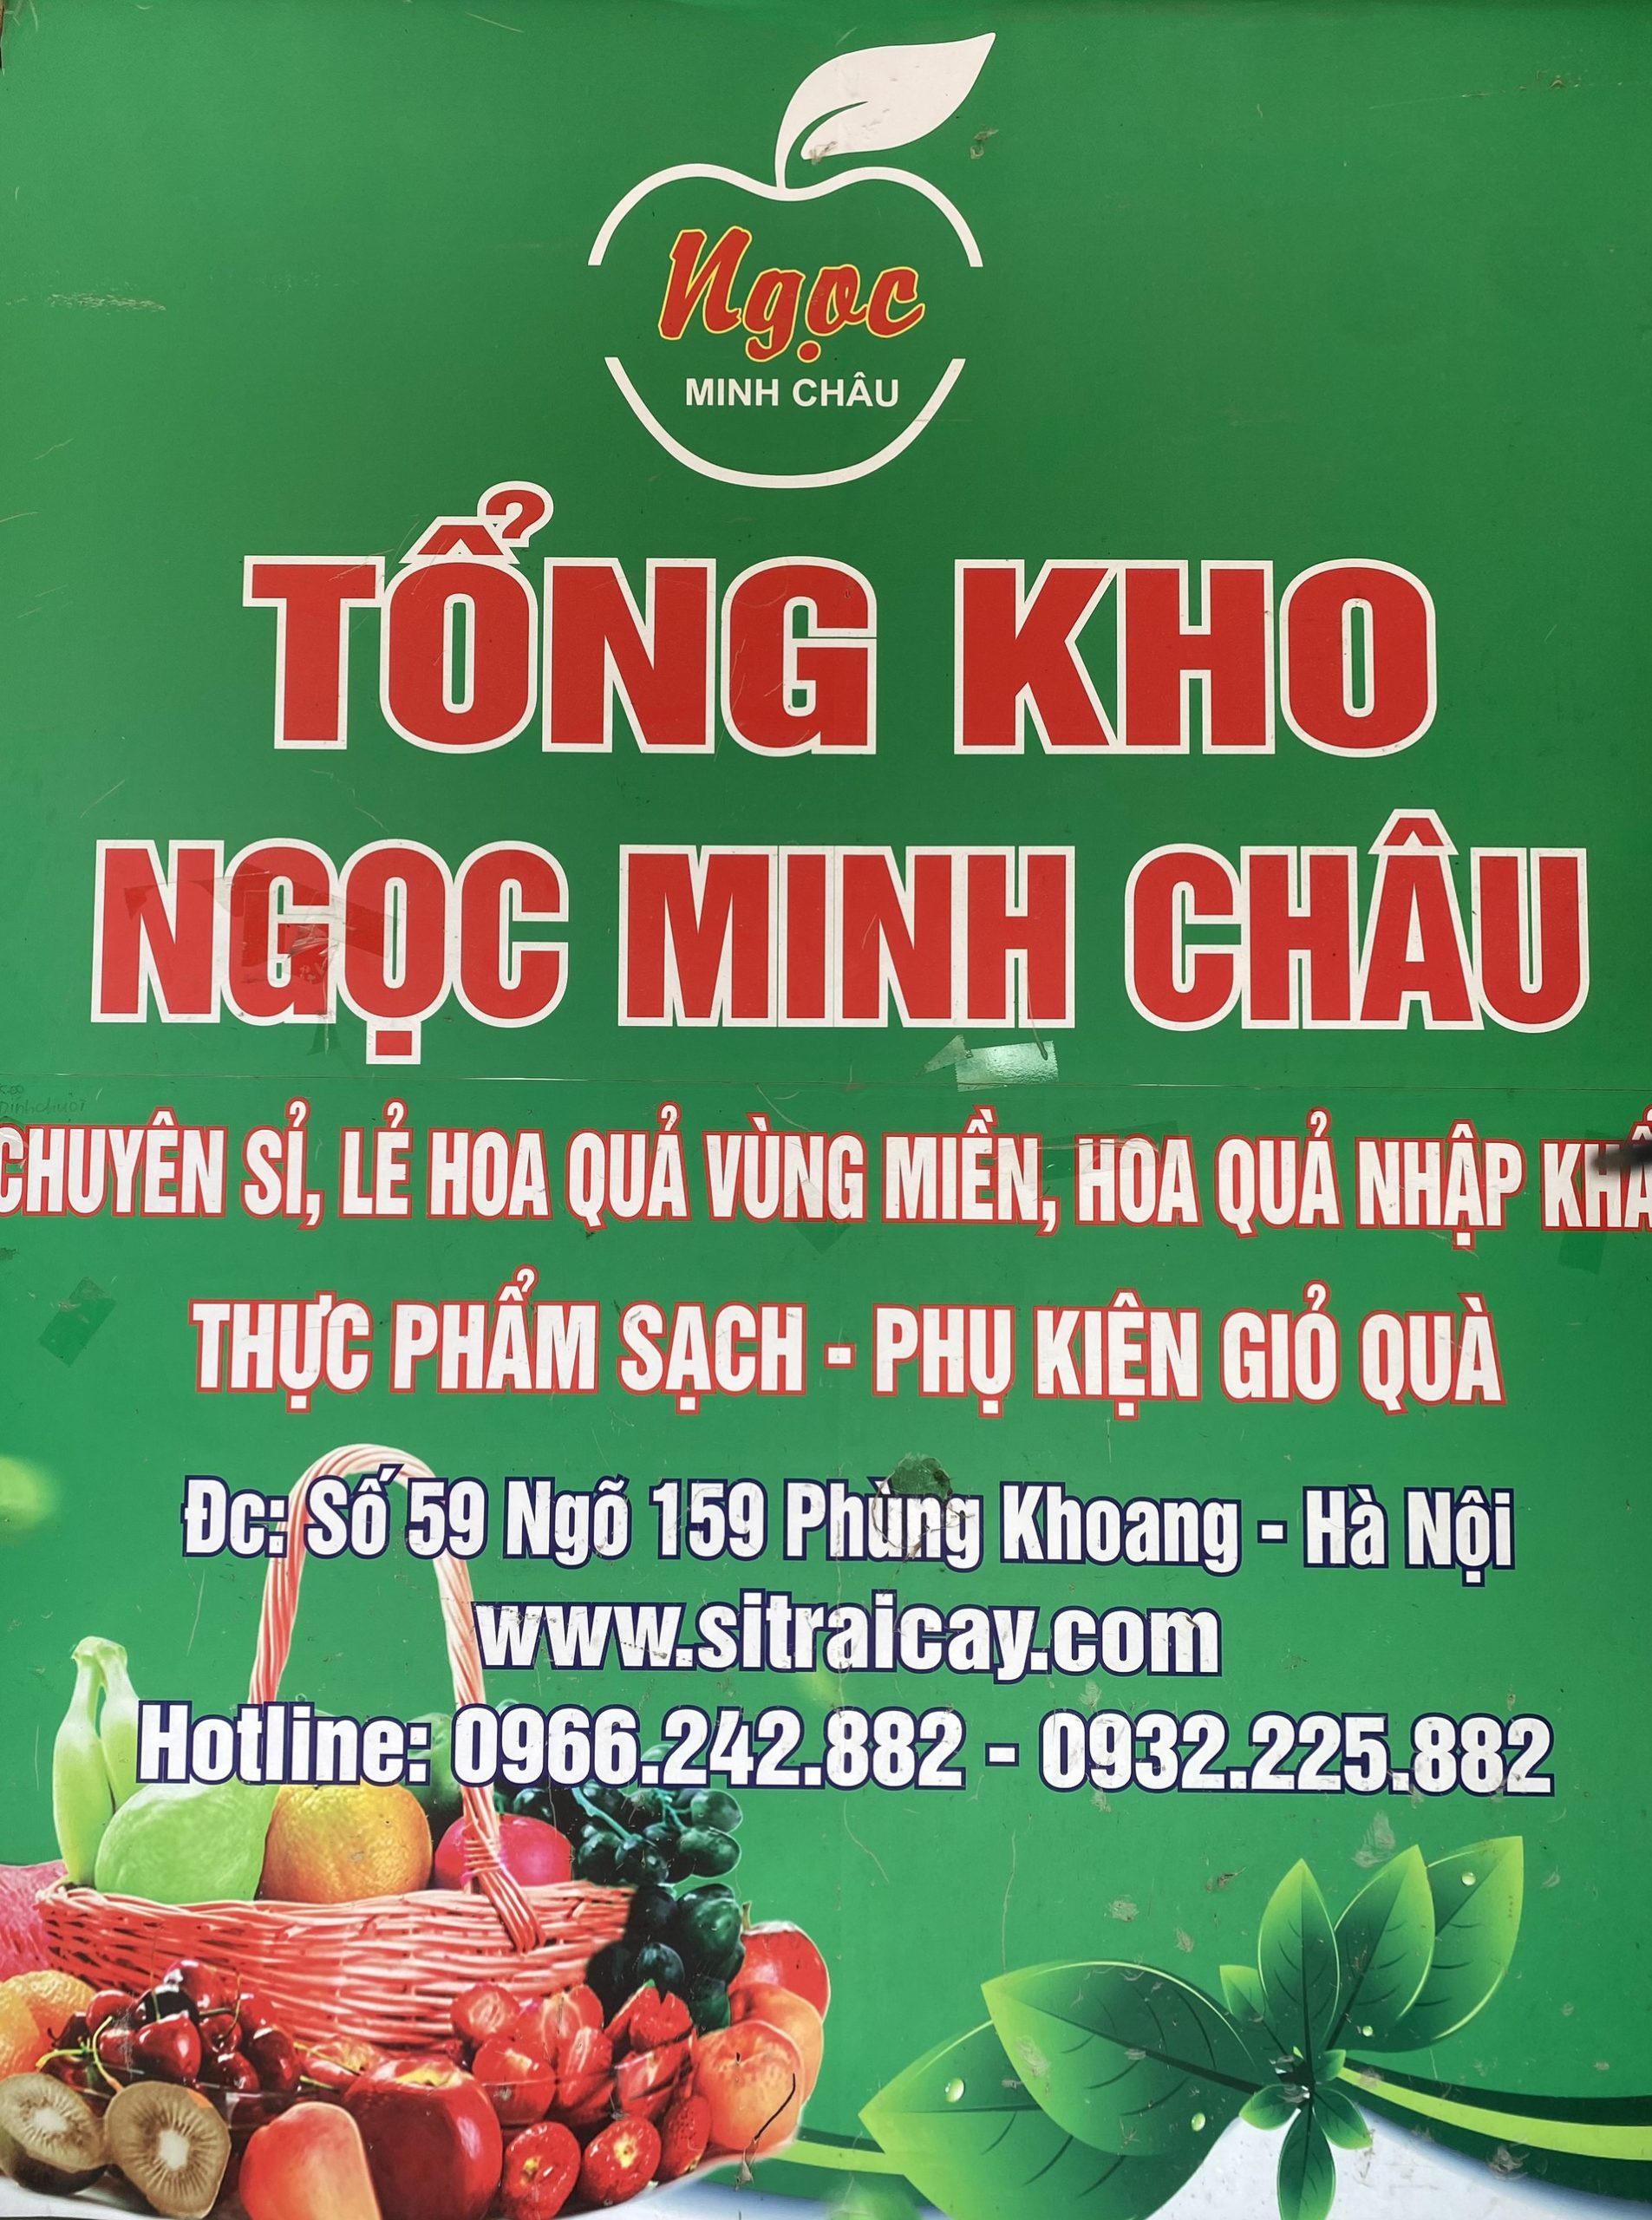 Ngọc
MINH CHÂU
TỔNG KHO
NGỌC MINH CHÂU
CHUYÊN SỈ, LẺ HOA QUẢ VÙNG MIỀN, HOA QUẢ NHẬP
THỰC PHẨM SẠCH - PHỤ KIỆN GIỎ QUÀ
Đc: Số 59 Ngõ 159 Phùng Khoang - Hà Nội
www.sitraicay.com
Hotline: 0966.242.882 - 0932.225.882